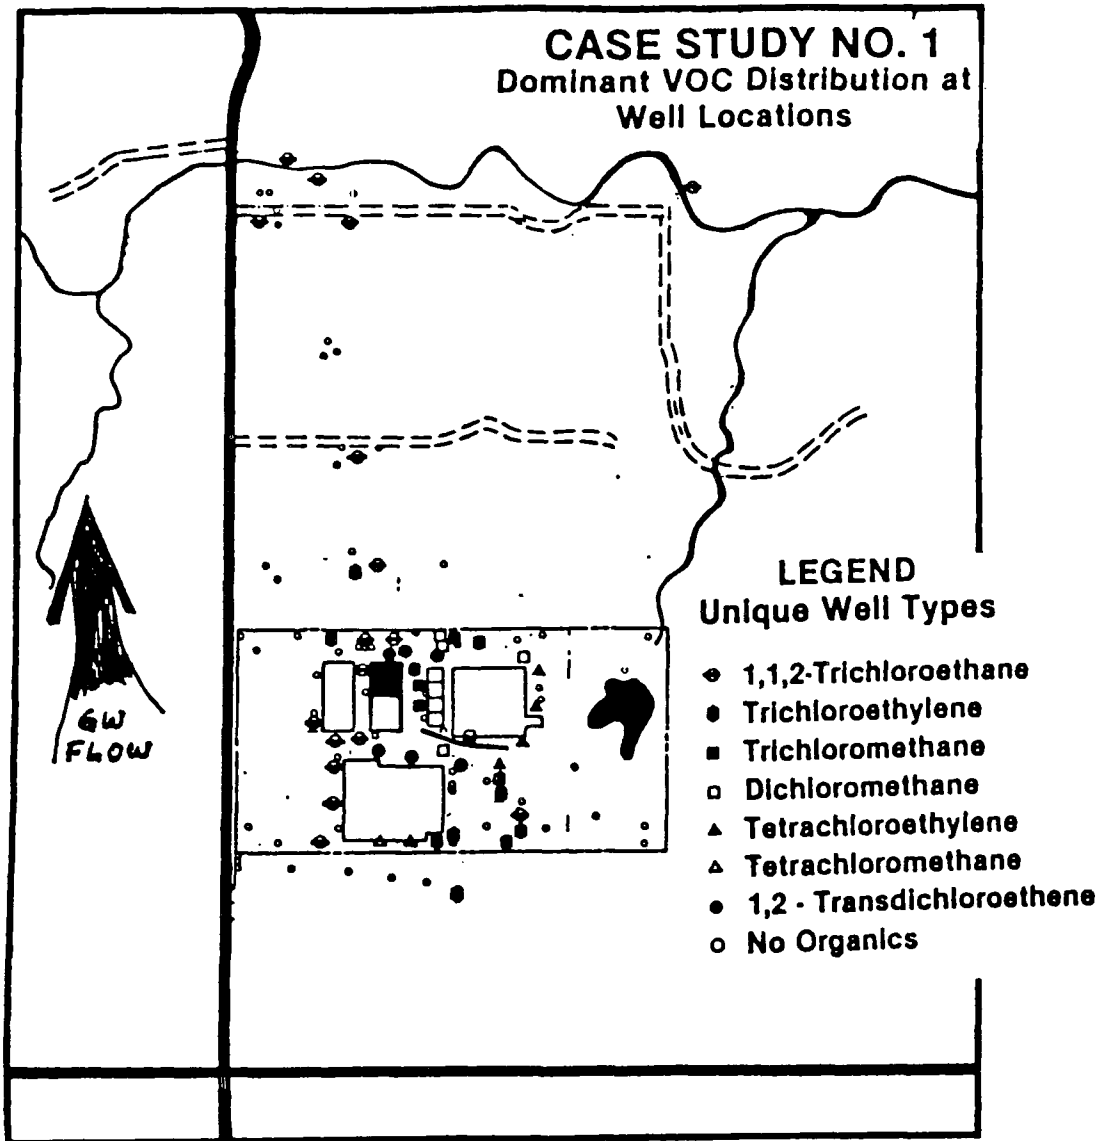 CASE STUDY NO. 1
Dominant VOC Distribution at
Well Locations
LEGEND
Unique Well Types
1,1,2-Trichloroethane
Trichloroethylene
Trichloromethane
Dichloromethane
Tetrachloroethylene
Tetrachloromethane
1,2 - Transdichloroethene
No Organics
GW
FLOW